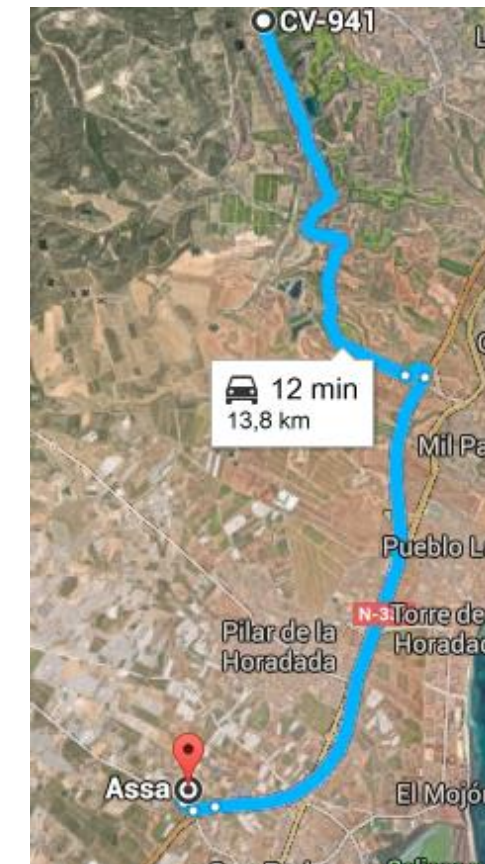 CV-941
12 min
13,8 km
Mil Pa
Pueblo L
N-33
Torre de
Horadad
Pilar de la
Horadada
Assa
El Mojón